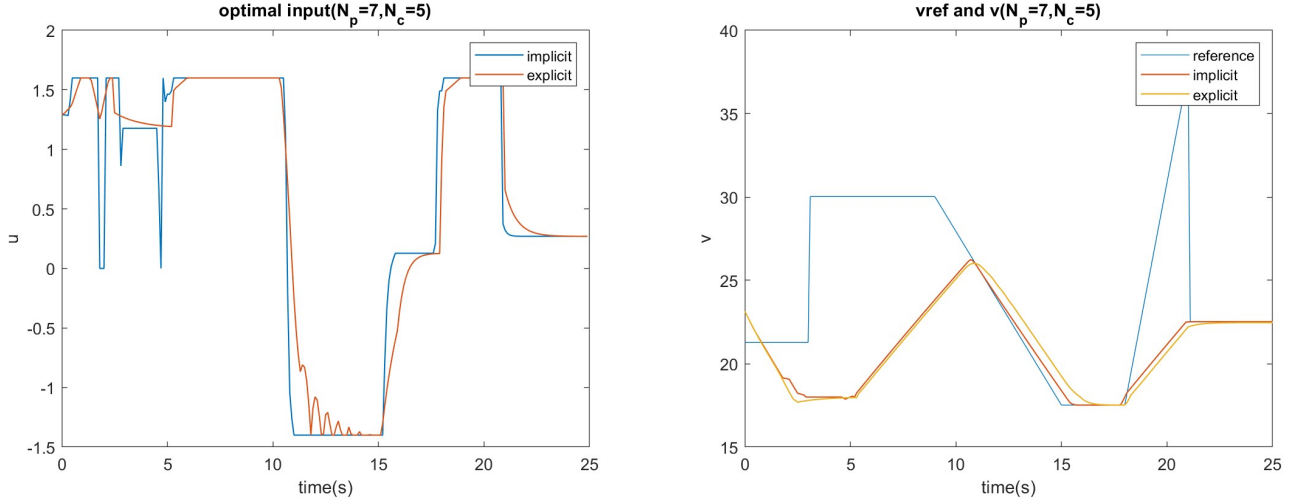 optimal input(N_p=7,N_c=5)
2
1.5
1
0.5
0
-0.5
-1
-1.5
u
0
5
10
15
20
25
time(s)
implicit
explicit
vref and v(N_p=7,N_c=5)
40
35
30
25
20
15
v
0
5
10
15
20
25
time(s)
reference
implicit
explicit